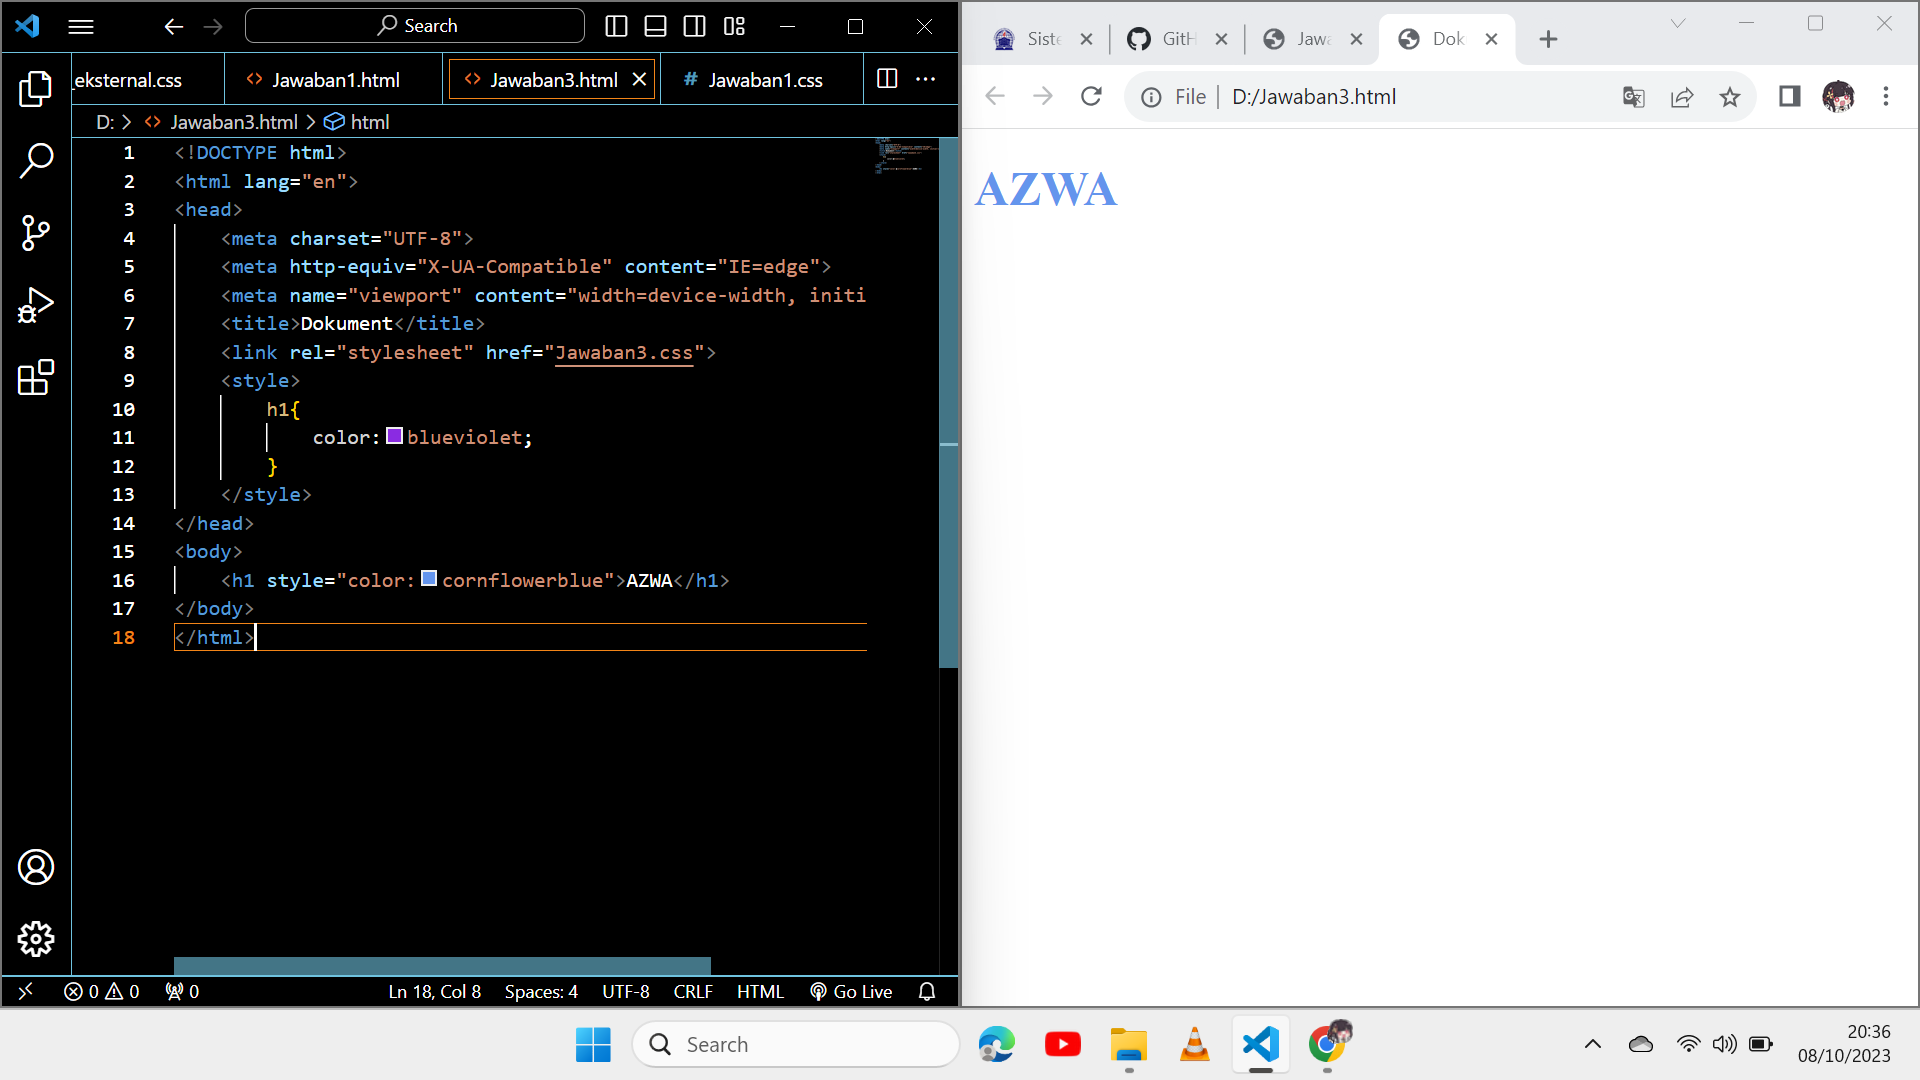 Search
_eksternal.css
Jawaban1.html
Jawaban3.html
# Jawaban1.css
D: > Jawaban3.html > html
1 <!DOCTYPE html>
2 <html lang="en">
3 <head>
4 <meta charset="UTF-8">
5 <meta http-equiv="X-UA-Compatible" content="IE=edge">
6 <meta name="viewport" content="width=device-width, initi
7 <title>Dokument</title>
8 <link rel="stylesheet" href="Jawaban3.css">
9 <style>
10 h1{
11 color:blueviolet;
12 }
13 </style>
14 </head>
15 <body>
16 <h1 style="color:cornflowerblue">AZWA</h1>
17 </body>
18 </html>
0 0 0
Ln 18, Col 8 Spaces: 4 UTF-8 CRLF HTML Go Live
Siste
GitH
Jawa
Dok
File | D:/Jawaban3.html
AZWA
Search
20:36
08/10/2023